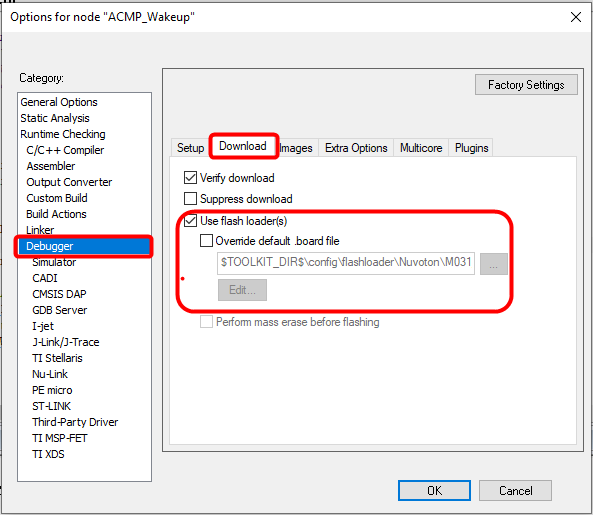 Options for node "ACMP_Wakeup"
Category:
General Options
Static Analysis
Runtime Checking
C/C++ Compiler
Assembler
Output Converter
Custom Build
Build Actions
Linker
Debugger
Simulator
CADI
CMSIS DAP
GDB Server
I-jet
J-Link/J-Trace
TI Stellaris
Nu-Link
PE micro
ST-LINK
Third-Party Driver
TI MSP-FET
TI XDS
Factory Settings
Setup Download Images Extra Options Multicore Plugins
Verify download
Suppress download
Use flash loader(s)
Override default .board file
$TOOLKIT_DIR$\config\flashloader\Nuvoton\M031 ...
Edit...
Perform mass erase before flashing
OK Cancel